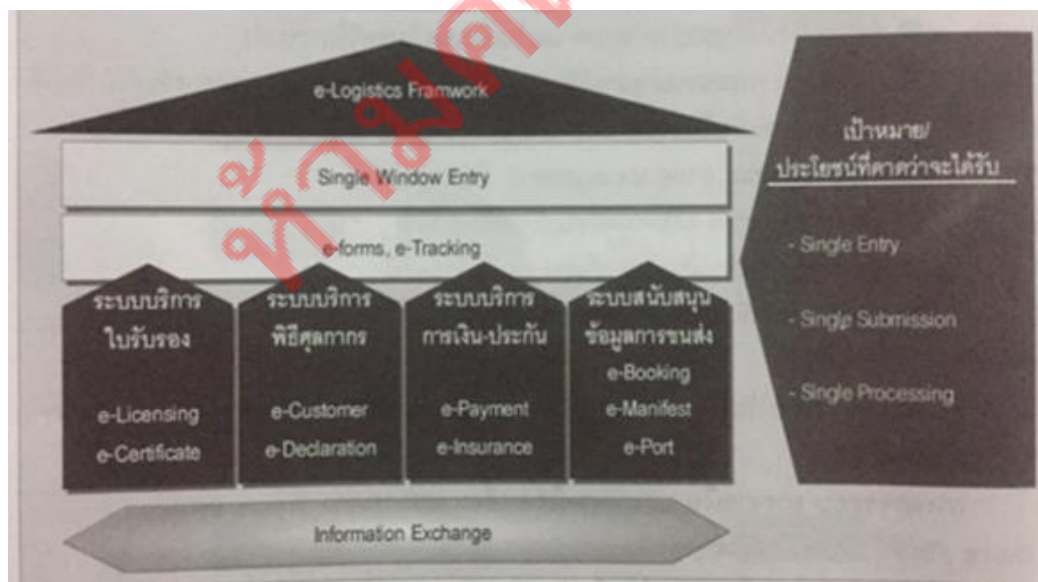 e-Logistics Framwork
Single Window Entry
e-forms, e-Tracking
ระบบบริการ
ใบรับรอง
e-Licensing
e-Certificate
ระบบบริการ
พิธีศุลกากร
e-Customer
e-Declaration
ระบบบริการ
การเงิน-ประกัน
e-Payment
e-Insurance
ระบบสนับสนุน
ข้อมูลการขนส่ง
e-Booking
e-Manifest
e-Port
Information Exchange
เป้าหมาย/
ประโยชน์ที่คาดว่าจะได้รับ
- Single Entry
- Single Submission
- Single Processing